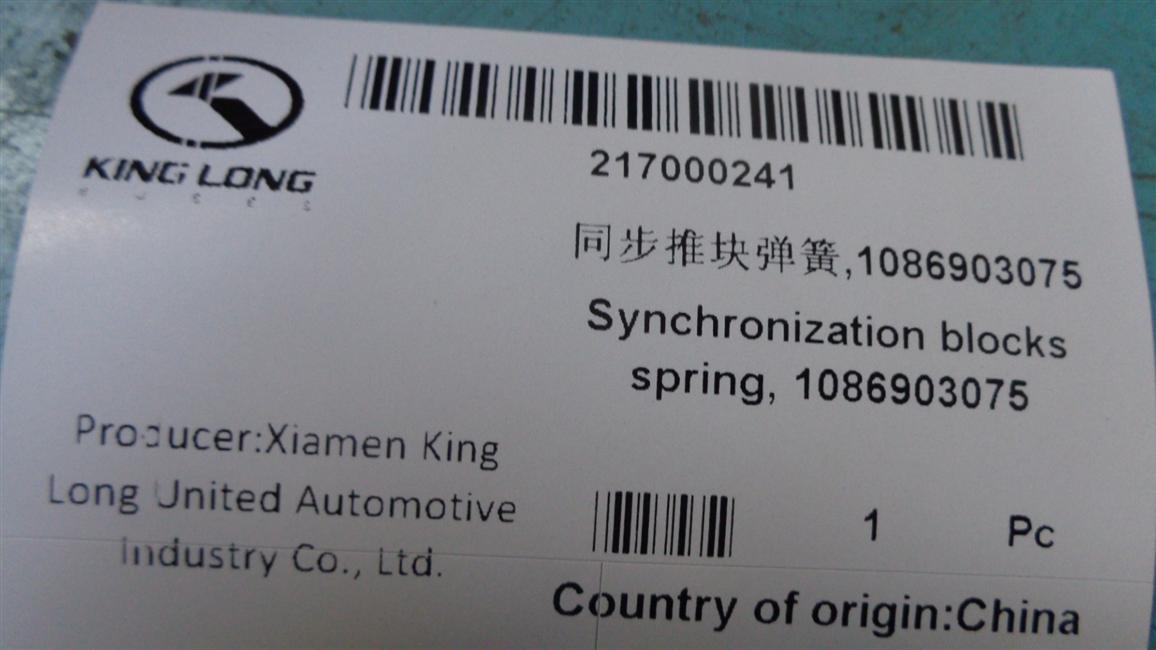 KING LONG
217000241
同步推块弹簧,1086903075
Synchronization blocks
spring, 1086903075
Producer:Xiamen King
Long United Automotive
Industry Co., Ltd.
1 Pc
Country of origin:China